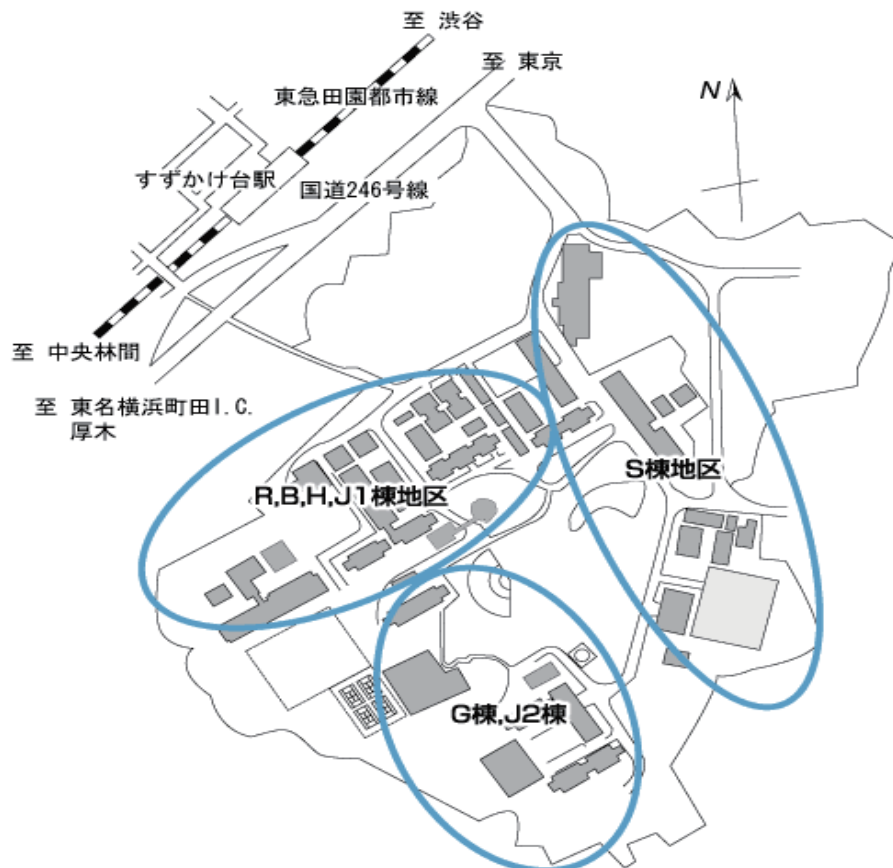 至 渋谷
至 東京
東急田園都市線
N
すずかけ台駅
国道246号線
至 中央林間
至 東名横浜町田I.C.
厚木
S棟地区
R,B,H,J1棟地区
G棟,J2棟